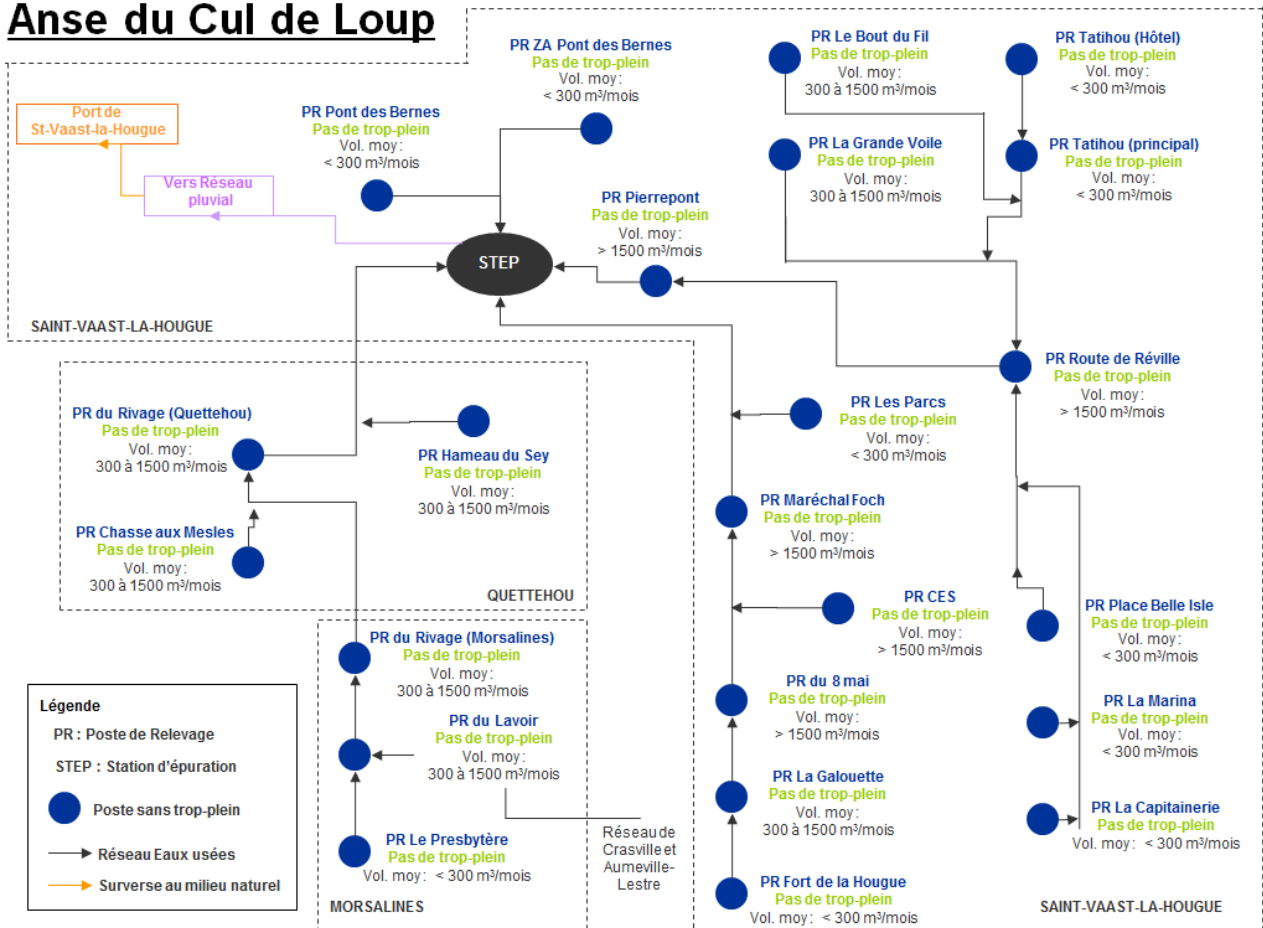 Anse du Cul de Loup
PR ZA Pont des Bernes
Pas de trop-plein
Vol. moy:
< 300 m³/mois
PR Le Bout du Fil
Pas de trop-plein
Vol. moy:
300 à 1500 m³/mois
PR Tatihou (Hôtel)
Pas de trop-plein
Vol. moy:
< 300 m³/mois
Port de
St-Vaast-la-Hougue
PR Pont des Bernes
Pas de trop-plein
Vol. moy:
< 300 m³/mois
PR La Grande Voile
Pas de trop-plein
Vol. moy:
300 à 1500 m³/mois
PR Tatihou (principal)
Pas de trop-plein
Vol. moy:
< 300 m³/mois
Vers Réseau
pluvial
PR Pierrepont
Pas de trop-plein
Vol. moy:
> 1500 m³/mois
STEP
SAINT-VAAST-LA-HOUGUE
PR Route de Réville
Pas de trop-plein
Vol. moy:
> 1500 m³/mois
PR du Rivage (Quettehou)
Pas de trop-plein
Vol. moy:
300 à 1500 m³/mois
PR Hameau du Sey
Pas de trop-plein
Vol. moy:
300 à 1500 m³/mois
PR Les Parcs
Pas de trop-plein
Vol. moy:
< 300 m³/mois
PR Chasse aux Mesles
Pas de trop-plein
Vol. moy:
300 à 1500 m³/mois
QUETTEHOU
PR Maréchal Foch
Pas de trop-plein
Vol. moy:
> 1500 m³/mois
PR CES
Pas de trop-plein
Vol. moy:
> 1500 m³/mois
PR Place Belle Isle
Pas de trop-plein
Vol. moy:
< 300 m³/mois
PR du Rivage (Morsalines)
Pas de trop-plein
Vol. moy:
300 à 1500 m³/mois
PR du 8 mai
Pas de trop-plein
Vol. moy:
> 1500 m³/mois
PR La Marina
Pas de trop-plein
Vol. moy:
< 300 m³/mois
PR du Lavoir
Pas de trop-plein
Vol. moy:
300 à 1500 m³/mois
PR La Galouette
Pas de trop-plein
Vol. moy:
300 à 1500 m³/mois
PR La Capitainerie
Pas de trop-plein
Vol. moy: < 300 m³/mois
Réseau de
Crasville et
Aumeville-
Lestre
PR Le Presbytère
Pas de trop-plein
Vol. moy: < 300 m³/mois
PR Fort de la Hougue
Pas de trop-plein
Vol. moy: < 300 m³/mois
MORSALINES
SAINT-VAAST-LA-HOUGUE
Légende
PR : Poste de Relevage
STEP : Station d'épuration
Poste sans trop-plein
Réseau Eaux usées
Surverse au milieu naturel